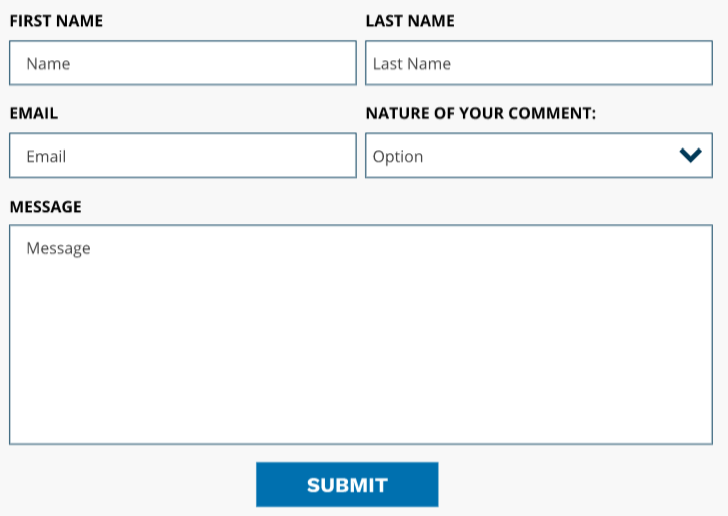 FIRST NAME
LAST NAME
Name
Last Name
EMAIL
NATURE OF YOUR COMMENT:
Email
Option
MESSAGE
Message
SUBMIT